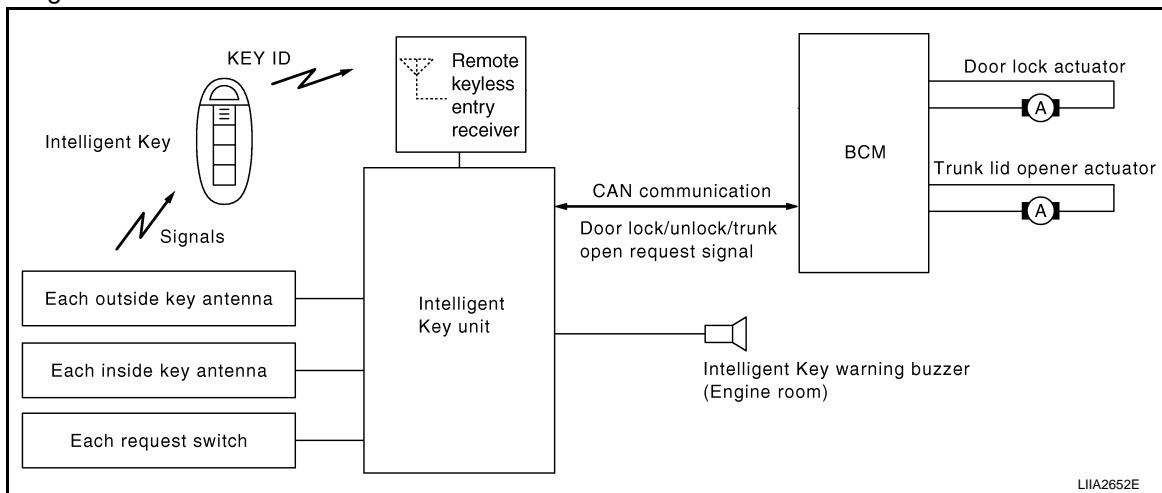 KEY ID
Remote
keyless
entry
receiver
Intelligent Key
Signals
Each outside key antenna
Each inside key antenna
Each request switch
Intelligent
Key unit
CAN communication
Door lock/unlock/trunk
open request signal
BCM
Door lock actuator
A
Trunk lid opener actuator
A
Intelligent Key warning buzzer
(Engine room)
LIIA2652E